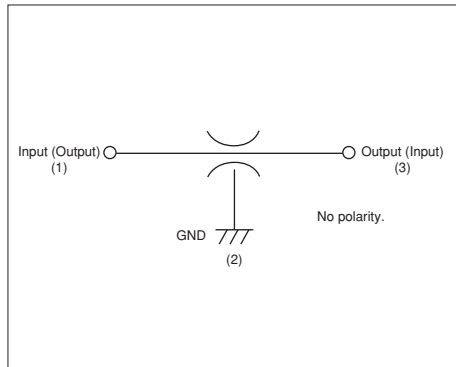 Input (Output)
(1)
Output (Input)
(3)
No polarity.
GND
(2)